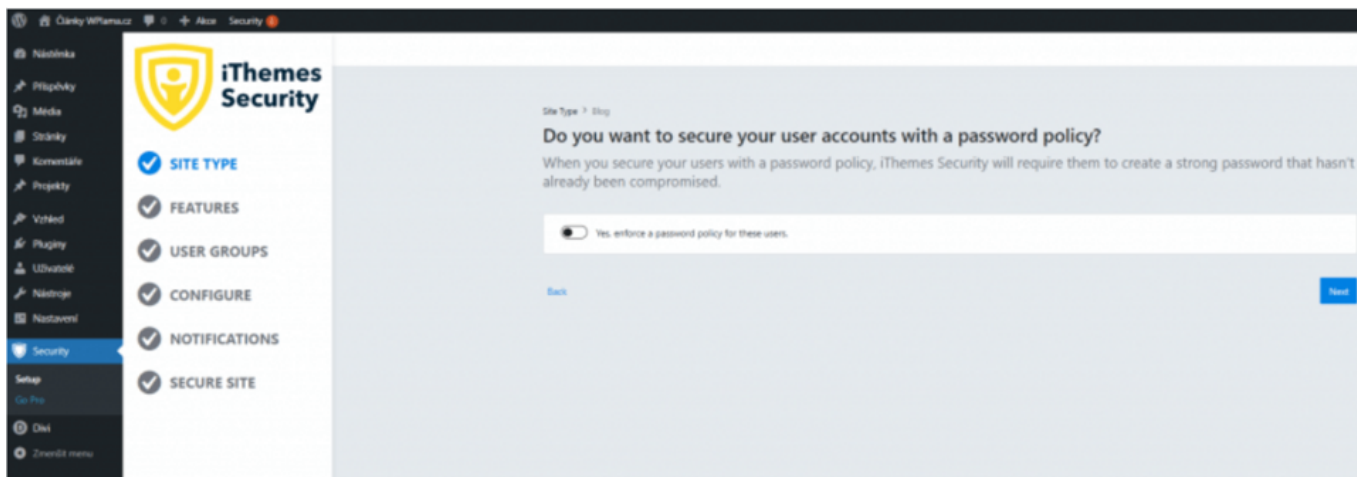 Články WPlama.cz 0 + Akce Security 1
Nástěnka
Příspěvky
Média
Stránky
Komentáře
Projekty
Vzhled
Pluginy
Uživatelé
Nástroje
Nastavení
Security
Setup
Go Pro
Divi
Zmenšit menu
iThemes
Security
SITE TYPE
FEATURES
USER GROUPS
CONFIGURE
NOTIFICATIONS
SECURE SITE
Site Type > Blog
Do you want to secure your user accounts with a password policy?
When you secure your users with a password policy, iThemes Security will require them to create a strong password that hasn't
already been compromised.
Yes, enforce a password policy for these users.
Back
Next